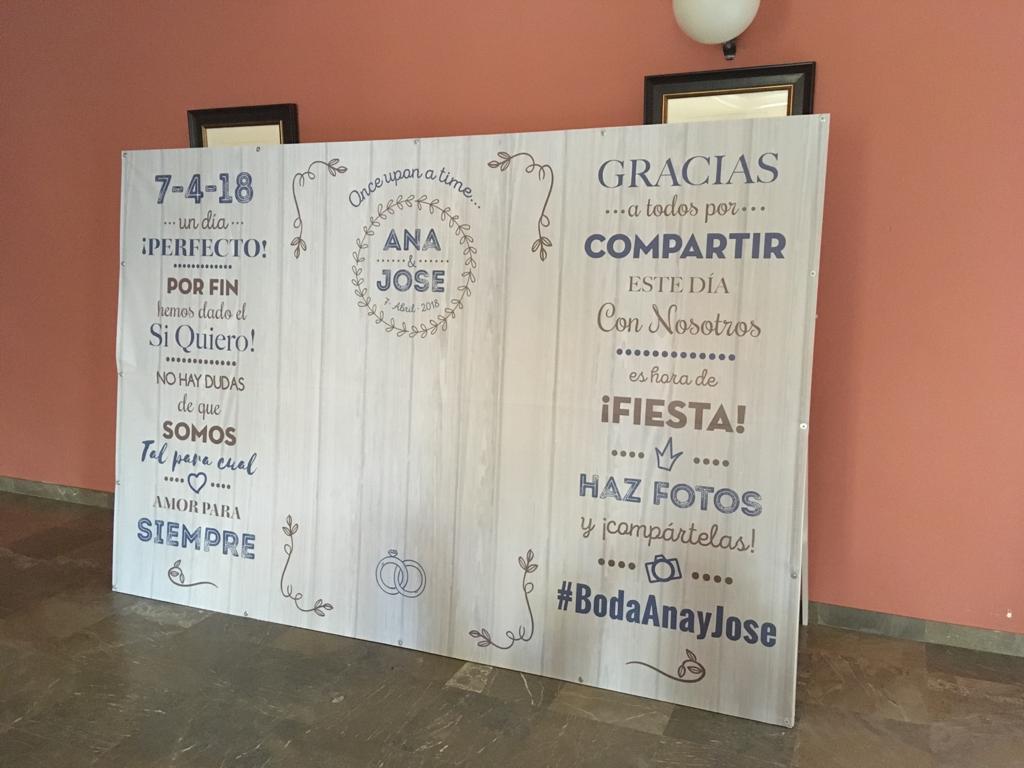 7-4-18
...un día...
¡PERFECTO!
POR FIN
hemos dado el
Si Quiero!
NO HAY DUDAS
de que
SOMOS
Tal para cual
AMOR PARA
SIEMPRE
Once upon a time...
ANA
&
JOSE
7 · Abril · 2018
GRACIAS
...a todos por...
COMPARTIR
ESTE DÍA
Con Nosotros
es hora de
¡FIESTA!
HAZ FOTOS
y ¡compártelas!
#BodaAnayJose